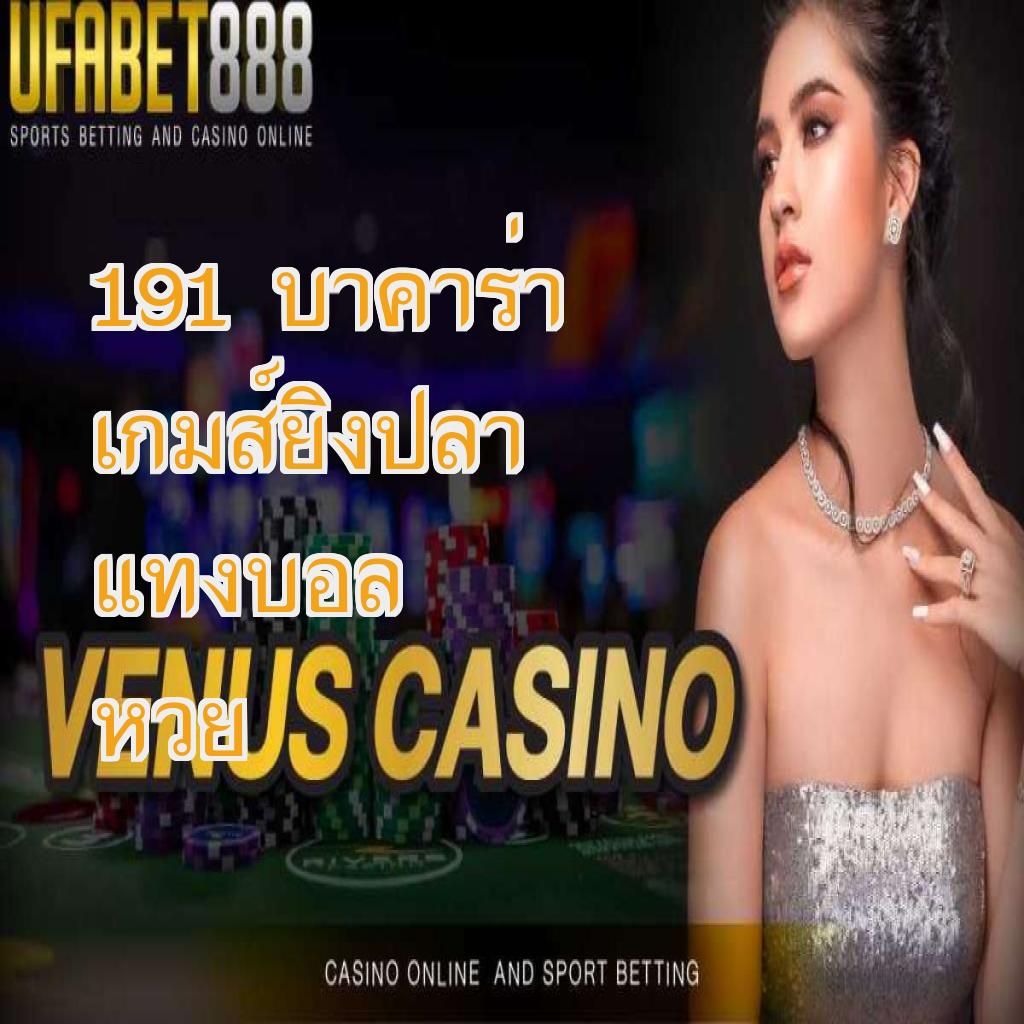 UFABET888
SPORTS BETTING AND CASINO ONLINE
191 บาคาร่า
เกมส์ยิงปลา
แทงบอล
หวย
VENUS CASINO
CASINO ONLINE AND SPORT BETTING